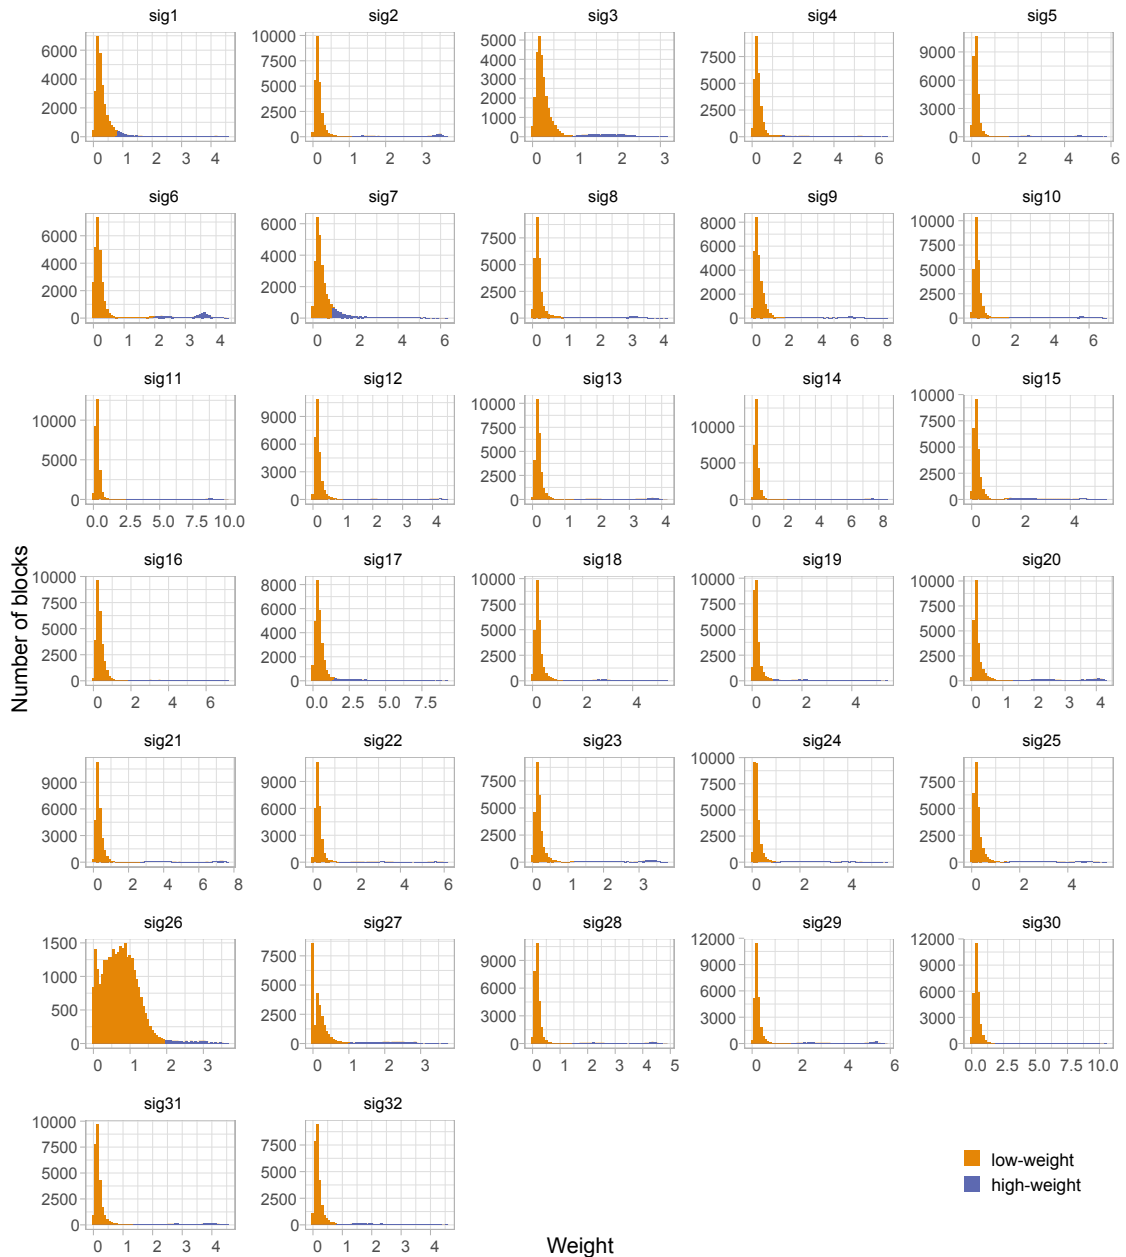 sig1 sig2 sig3 sig4 sig5
6000 4000 2000 0
10000 7500 5000 2500 0
5000 4000 3000 2000 1000 0
7500 5000 2500 0
9000 6000 3000 0
0 1 2 3 4
0 1 2 3
0 1 2 3
0 2 4 6
0 2 4 6
sig6 sig7 sig8 sig9 sig10
6000 4000 2000 0
6000 4000 2000 0
7500 5000 2500 0
8000 6000 4000 2000 0
10000 7500 5000 2500 0
0 1 2 3 4
0 2 4 6
0 1 2 3 4
0 2 4 6 8
0 2 4 6
sig11 sig12 sig13 sig14 sig15
10000 5000 0
9000 6000 3000 0
10000 7500 5000 2500 0
10000 5000 0
10000 7500 5000 2500 0
0.0 2.5 5.0 7.5 10.0
0 1 2 3 4
0 1 2 3 4
0 2 4 6 8
0 2 4
Number of blocks
sig16 sig17 sig18 sig19 sig20
10000 7500 5000 2500 0
8000 6000 4000 2000 0
10000 7500 5000 2500 0
10000 7500 5000 2500 0
10000 7500 5000 2500 0
0 2 4 6
0.0 2.5 5.0 7.5
0 2 4
0 2 4
0 1 2 3 4
sig21 sig22 sig23 sig24 sig25
9000 6000 3000 0
9000 6000 3000 0
7500 5000 2500 0
10000 7500 5000 2500 0
7500 5000 2500 0
0 2 4 6 8
0 2 4 6
0 1 2 3
0 2 4
0 2 4
sig26 sig27 sig28 sig29 sig30
1500 1000 500 0
7500 5000 2500 0
9000 6000 3000 0
12000 9000 6000 3000 0
12000 9000 6000 3000 0
0 1 2 3
0 1 2 3
0 1 2 3 4 5
0 2 4 6
0.0 2.5 5.0 10.0
sig31 sig32
10000 7500 5000 2500 0
7500 5000 2500 0
0 1 2 3 4
0 1 2 3 4
low-weight
high-weight
Weight